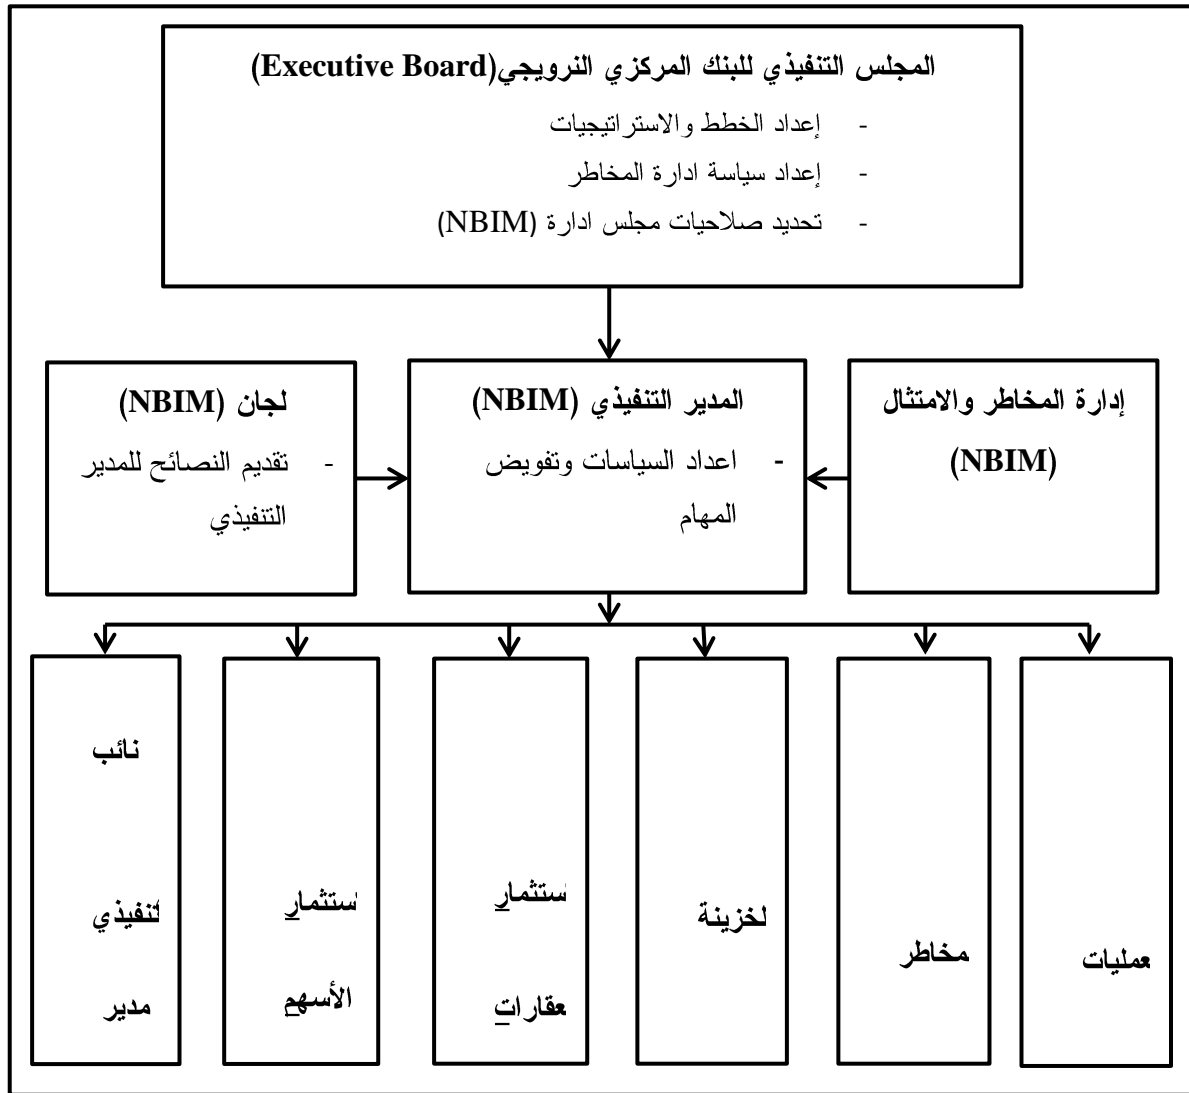 المجلس التنفيذي للبنك المركزي النرويجي(Executive Board)
- إعداد الخطط والاستراتيجيات
- إعداد سياسة ادارة المخاطر
- تحديد صلاحيات مجلس ادارة (NBIM)
إدارة المخاطر والامتثال
(NBIM)
المدير التنفيذي (NBIM)
- اعداد السياسات وتفويض
المهام
لجان (NBIM)
- تقديم النصائح للمدير
التنفيذي
عمليات
مخاطر
لخزينة
ستثمار
عقارات
ستثمار
الأسهم
نائب
تنفيذي
مدير